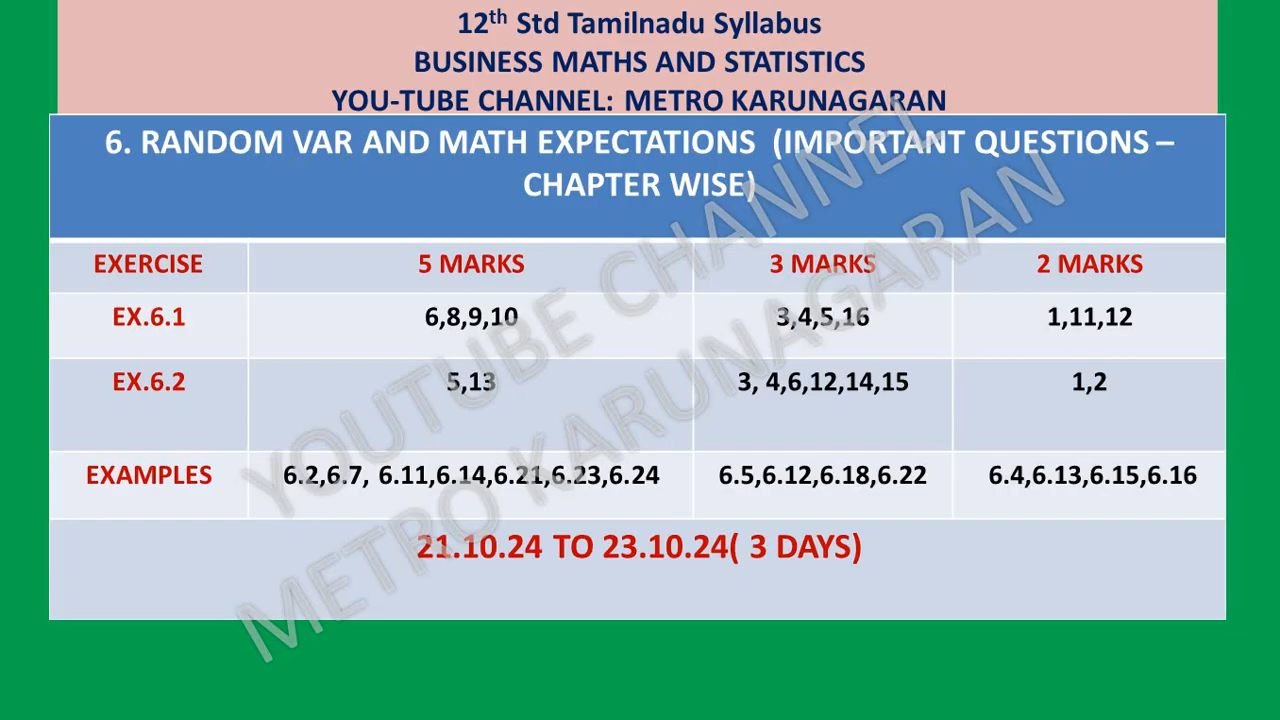 12th Std Tamilnadu Syllabus
BUSINESS MATHS AND STATISTICS
YOU-TUBE CHANNEL: METRO KARUNAGARAN
6. RANDOM VAR AND MATH EXPECTATIONS (IMPORTANT QUESTIONS –
CHAPTER WISE)
EXERCISE 5 MARKS 3 MARKS 2 MARKS
EX.6.1 6,8,9,10 3,4,5,16 1,11,12
EX.6.2 5,13 3, 4,6,12,14,15 1,2
EXAMPLES 6.2,6.7, 6.11,6.14,6.21,6.23,6.24 6.5,6.12,6.18,6.22 6.4,6.13,6.15,6.16
21.10.24 TO 23.10.24( 3 DAYS)
YOUTUBE CHANNEL
METRO KARUNAGARAN